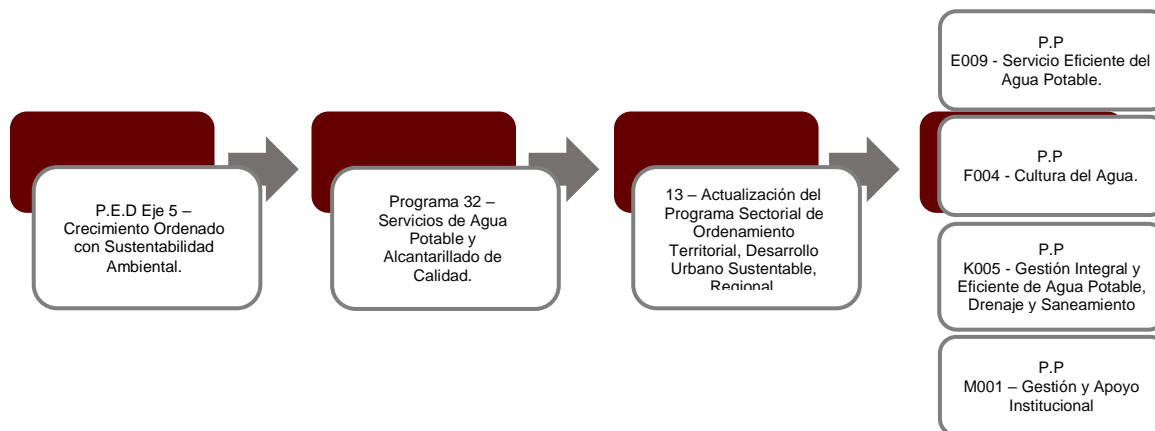 P.E.D Eje 5 –
Crecimiento Ordenado
con Sustentabilidad
Ambiental.
Programa 32 –
Servicios de Agua
Potable y
Alcantarillado de
Calidad.
13 – Actualización del
Programa Sectorial de
Ordenamiento
Territorial, Desarrollo
Urbano Sustentable,
Regional
P.P
E009 - Servicio Eficiente del
Agua Potable.
P.P
F004 - Cultura del Agua.
P.P
K005 - Gestión Integral y
Eficiente de Agua Potable,
Drenaje y Saneamiento
P.P
M001 – Gestión y Apoyo
Institucional